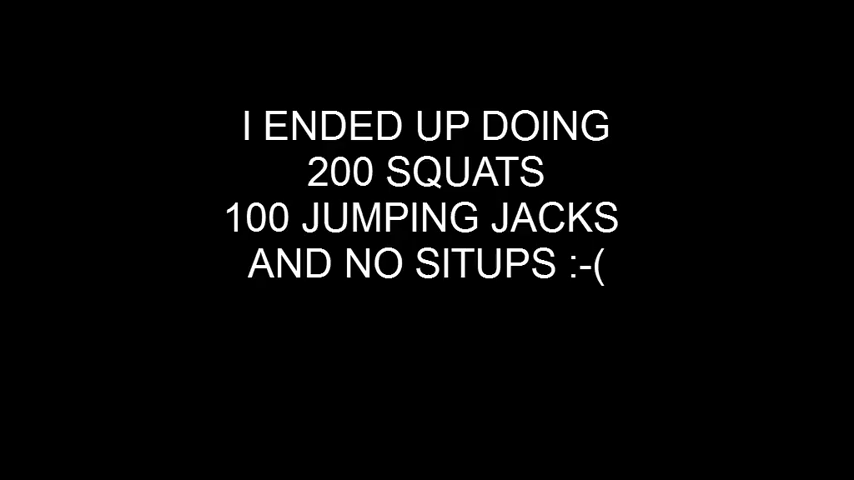 I ENDED UP DOING
200 SQUATS
100 JUMPING JACKS
AND NO SITUPS :-(